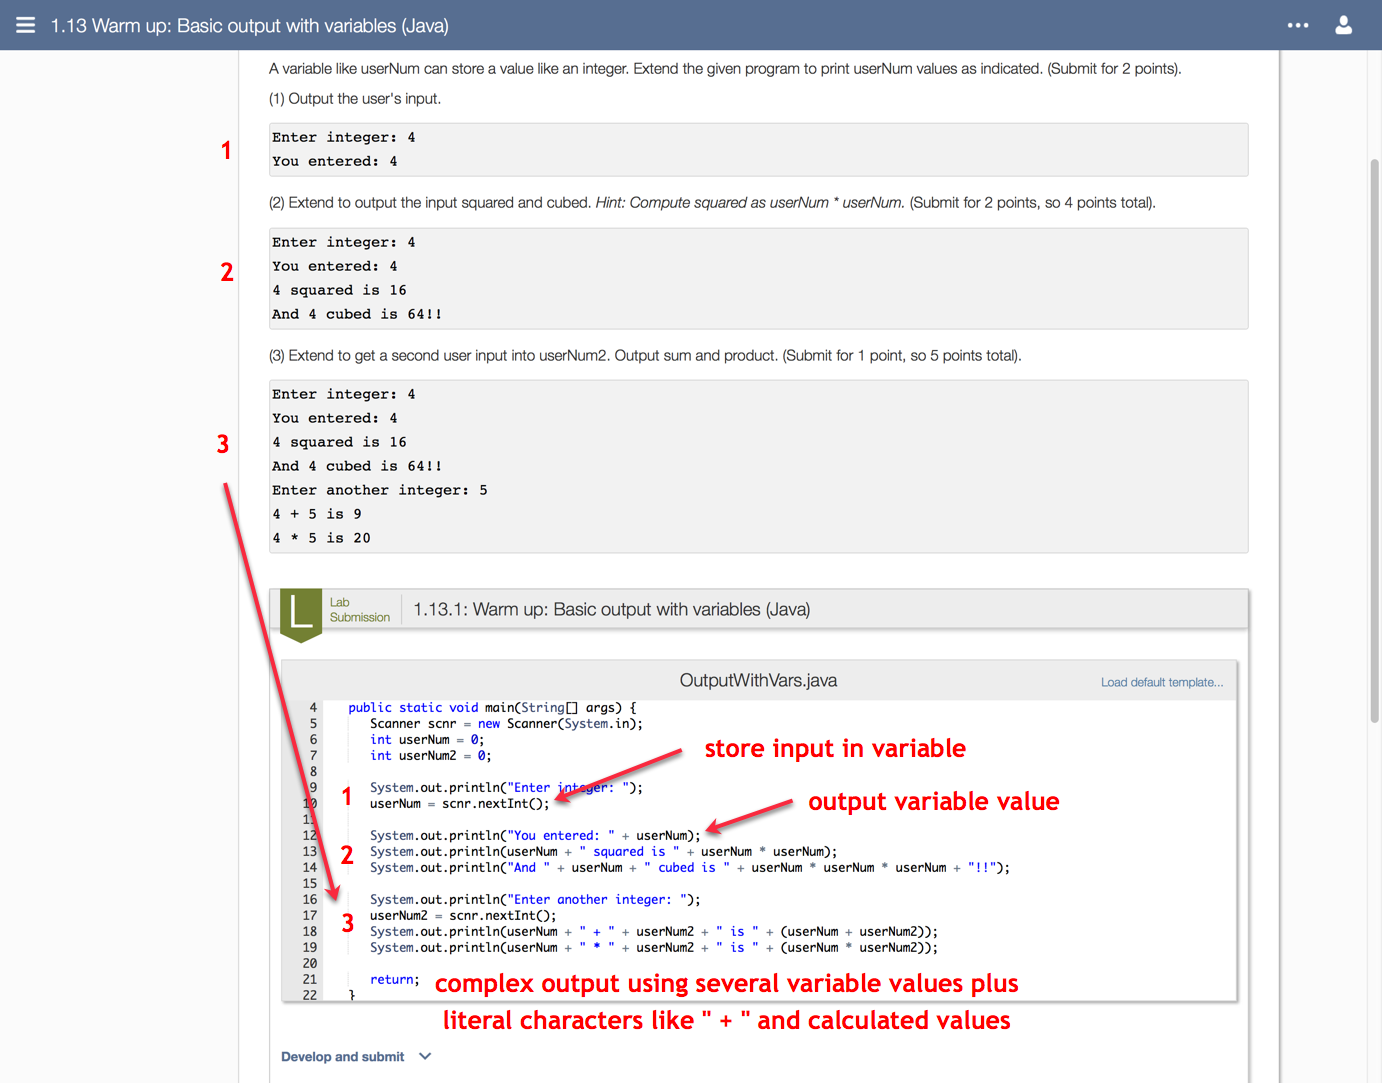 1.13 Warm up: Basic output with variables (Java)
A variable like userNum can store a value like an integer. Extend the given program to print userNum values as indicated. (Submit for 2 points).
(1) Output the user's input.
1
Enter integer: 4
You entered: 4
(2) Extend to output the input squared and cubed. Hint: Compute squared as userNum * userNum. (Submit for 2 points, so 4 points total).
2
Enter integer: 4
You entered: 4
4 squared is 16
And 4 cubed is 64!!
(3) Extend to get a second user input into userNum2. Output sum and product. (Submit for 1 point, so 5 points total).
3
Enter integer: 4
You entered: 4
4 squared is 16
And 4 cubed is 64!!
Enter another integer: 5
4 + 5 is 9
4 * 5 is 20
L
Lab
Submission
1.13.1: Warm up: Basic output with variables (Java)
OutputWithVars.java
Load default template...
4 public static void main(String[] args) {
5 Scanner scnr = new Scanner(System.in);
6 int userNum = 0;
7 int userNum2 = 0;
8
9 System.out.println("Enter integer: ");
10 userNum = scnr.nextInt();
11
12 System.out.println("You entered: " + userNum);
13 System.out.println(userNum + " squared is " + userNum * userNum);
14 System.out.println("And " + userNum + " cubed is " + userNum * userNum * userNum + "!!");
15
16 System.out.println("Enter another integer: ");
17 userNum2 = scnr.nextInt();
18 System.out.println(userNum + " + " + userNum2 + " is " + (userNum + userNum2));
19 System.out.println(userNum + " * " + userNum2 + " is " + (userNum * userNum2));
20
21 return;
22 }
1
2
3
store input in variable
output variable value
complex output using several variable values plus
literal characters like " + " and calculated values
Develop and submit